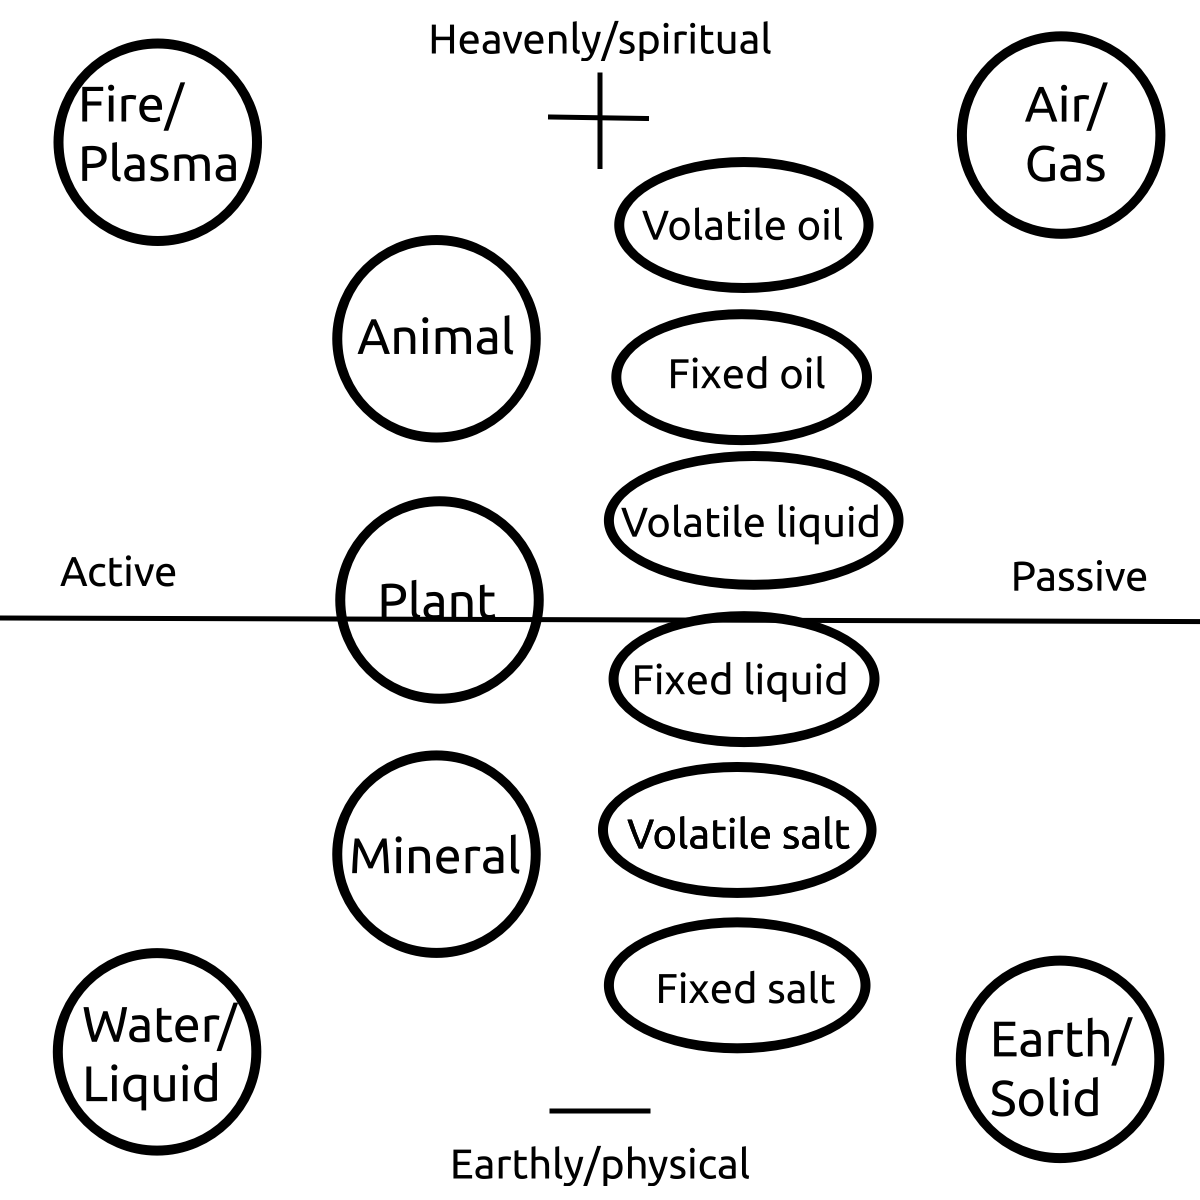 Heavenly/spiritual
Fire/
Plasma
Air/
Gas
Volatile oil
Animal
Fixed oil
Volatile liquid
Active
Plant
Passive
Fixed liquid
Volatile salt
Mineral
Fixed salt
Water/
Liquid
Earth/
Solid
Earthly/physical